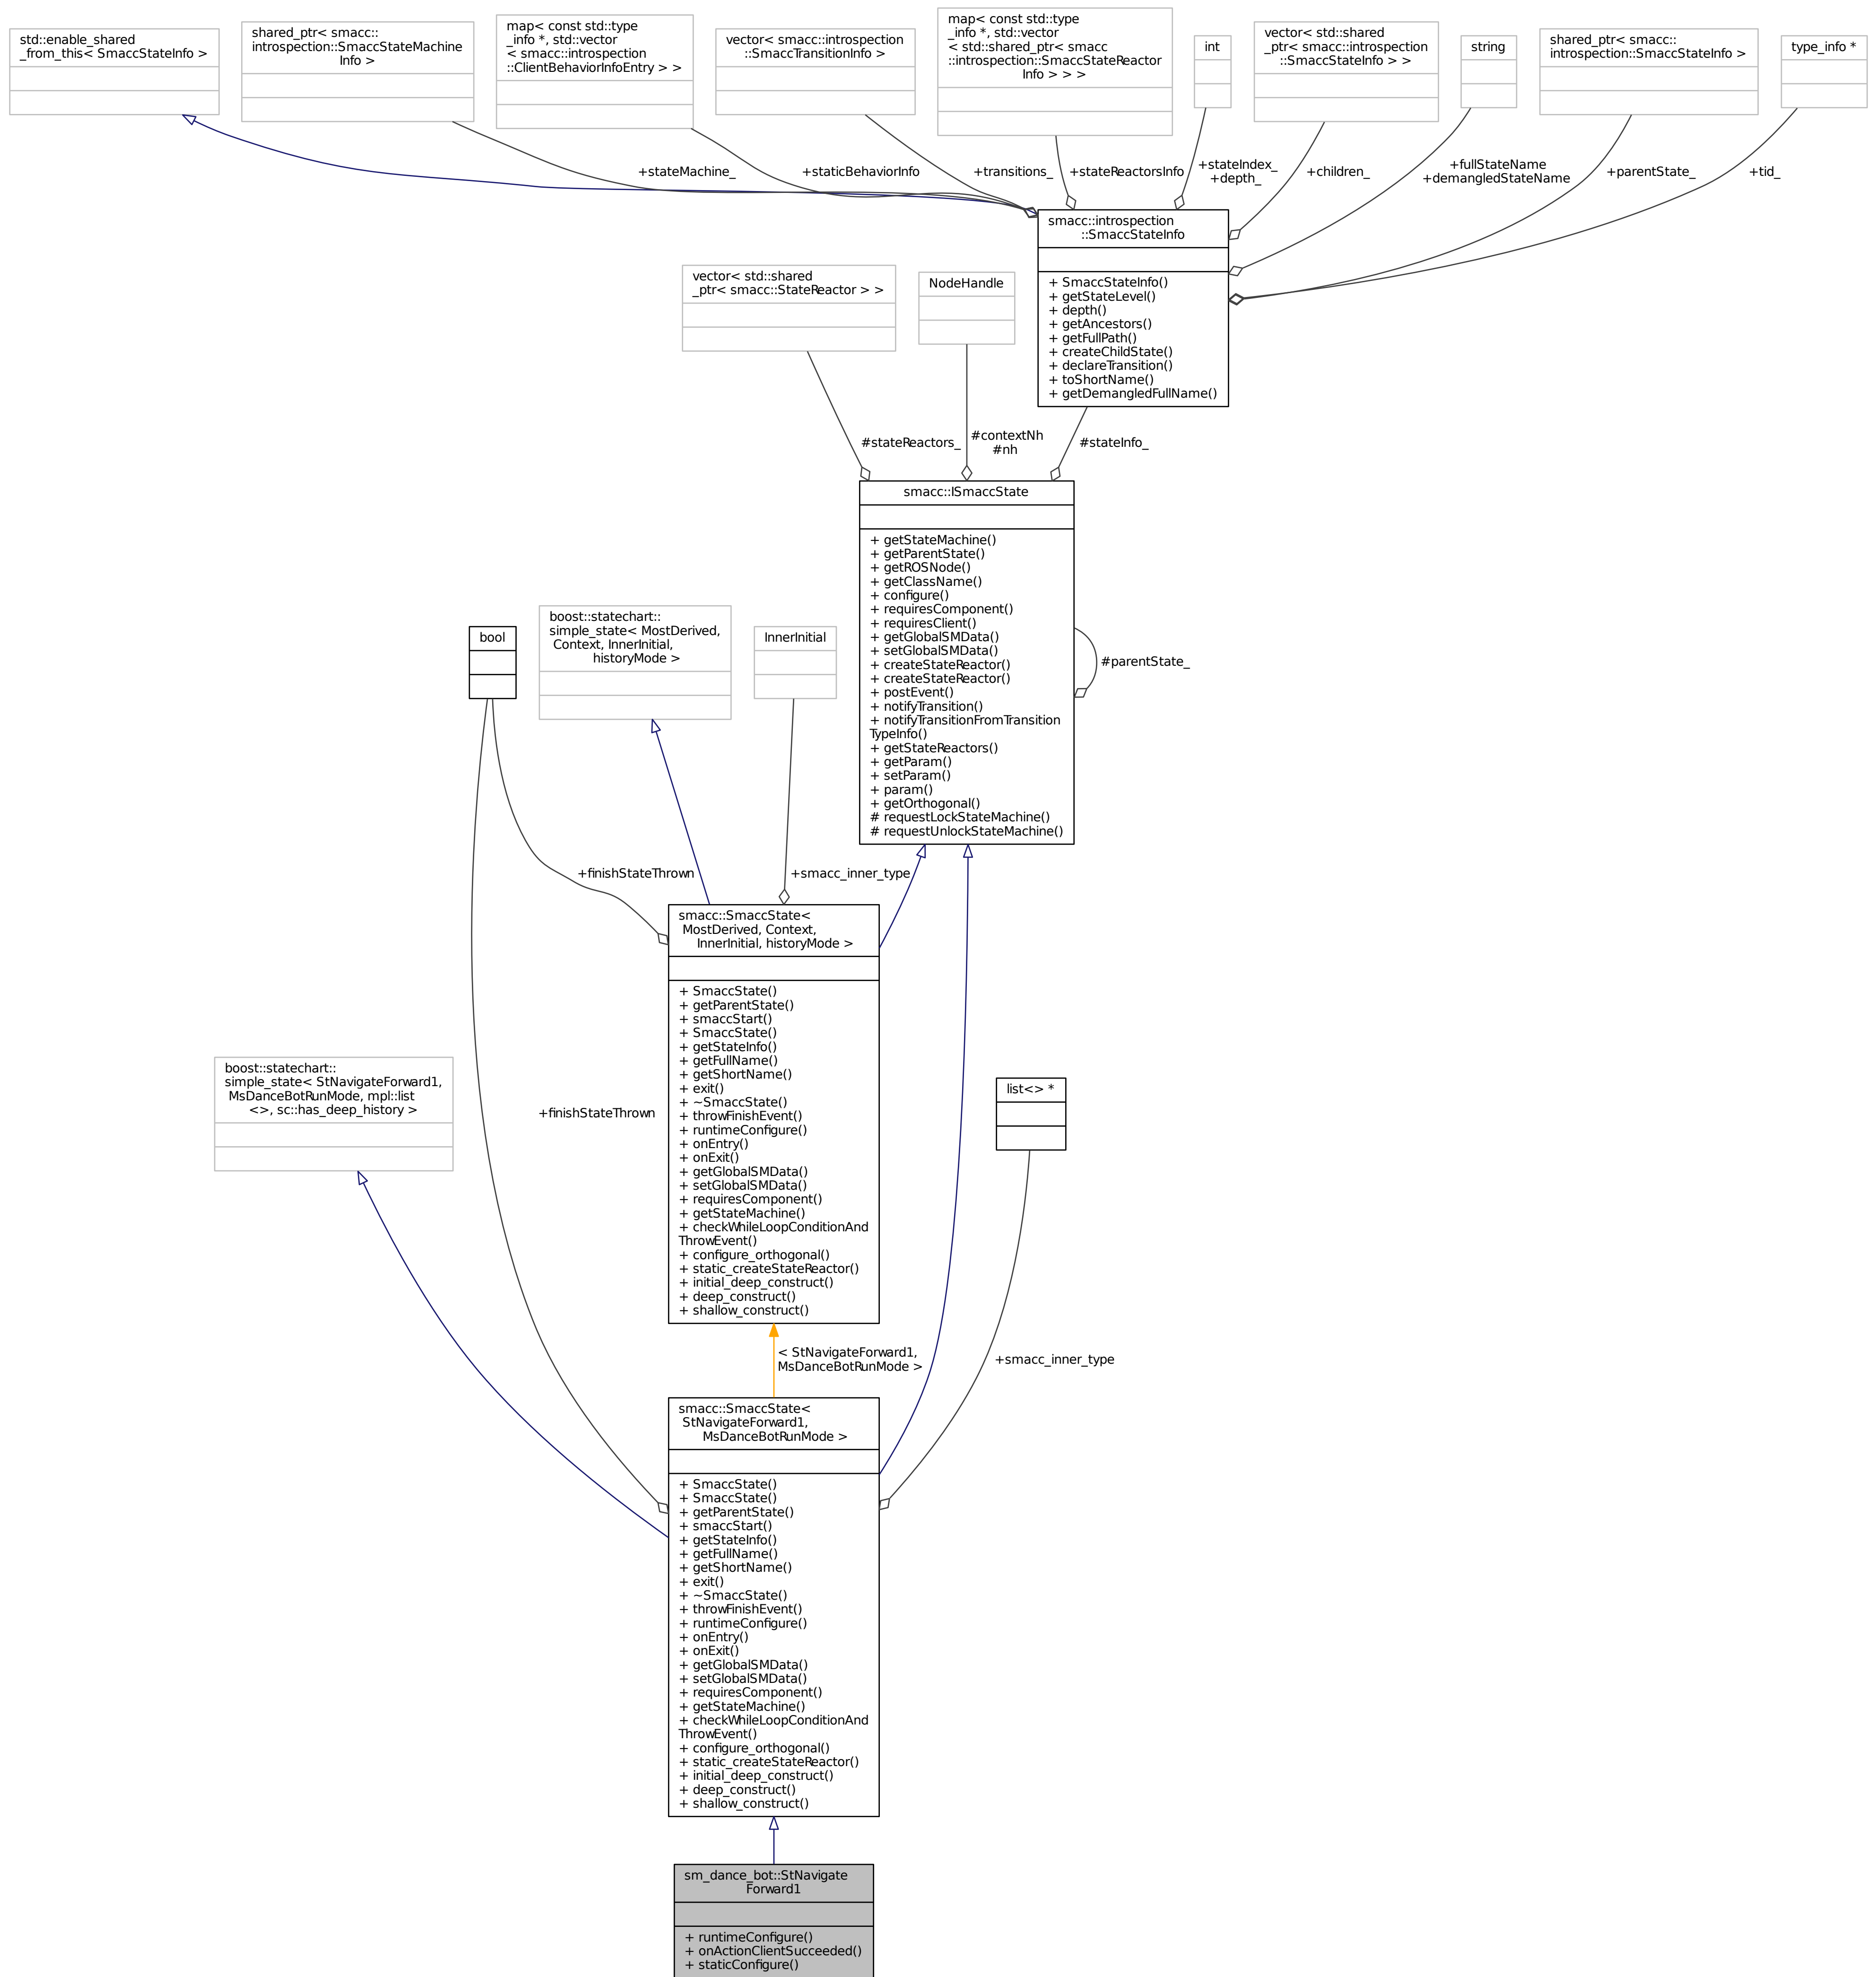 std::enable_shared
_from_this< SmaccStateInfo >
shared_ptr< smacc::
introspection::SmaccStateMachine
Info >
map< const std::type
_info *, std::vector
< smacc::introspection
::ClientBehaviorInfoEntry > >
vector< smacc::introspection
::SmaccTransitionInfo >
map< const std::type
_info *, std::vector
< std::shared_ptr< smacc
::introspection::SmaccStateReactor
Info > > >
int
vector< std::shared
_ptr< smacc::introspection
::SmaccStateInfo > >
string
shared_ptr< smacc::
introspection::SmaccStateInfo >
type_info *
+stateMachine_
+staticBehaviorInfo
+transitions_
+stateReactorsInfo
+stateIndex_
+depth_
+children_
+fullStateName
+demangledStateName
+parentState_
+tid_
smacc::introspection
::SmaccStateInfo
+ SmaccStateInfo()
+ getStateLevel()
+ depth()
+ getAncestors()
+ getFullPath()
+ createChildState()
+ declareTransition()
+ toShortName()
+ getDemangledFullName()
vector< std::shared
_ptr< smacc::StateReactor > >
NodeHandle
#stateReactors_
#contextNh
#nh
#stateInfo_
smacc::ISmaccState
+ getStateMachine()
+ getParentState()
+ getROSNode()
+ getClassName()
+ configure()
+ requiresComponent()
+ requiresClient()
+ getGlobalSMData()
+ setGlobalSMData()
+ createStateReactor()
+ createStateReactor()
+ postEvent()
+ notifyTransition()
+ notifyTransitionFromTransition
TypeInfo()
+ getStateReactors()
+ getParam()
+ setParam()
+ param()
+ getOrthogonal()
# requestLockStateMachine()
# requestUnlockStateMachine()
#parentState_
bool
boost::statechart::
simple_state< MostDerived,
Context, InnerInitial,
historyMode >
InnerInitial
+finishStateThrown
+smacc_inner_type
smacc::SmaccState<
MostDerived, Context,
InnerInitial, historyMode >
+ SmaccState()
+ getParentState()
+ smaccStart()
+ SmaccState()
+ getStateInfo()
+ getFullName()
+ getShortName()
+ exit()
+ ~SmaccState()
+ throwFinishEvent()
+ runtimeConfigure()
+ onEntry()
+ onExit()
+ getGlobalSMData()
+ setGlobalSMData()
+ requiresComponent()
+ getStateMachine()
+ checkWhileLoopConditionAnd
ThrowEvent()
+ configure_orthogonal()
+ static_createStateReactor()
+ initial_deep_construct()
+ deep_construct()
+ shallow_construct()
boost::statechart::
simple_state< StNavigateForward1,
MsDanceBotRunMode, mpl::list
<>, sc::has_deep_history >
+finishStateThrown
list<> *
< StNavigateForward1,
MsDanceBotRunMode >
+smacc_inner_type
smacc::SmaccState<
StNavigateForward1,
MsDanceBotRunMode >
+ SmaccState()
+ SmaccState()
+ getParentState()
+ smaccStart()
+ getStateInfo()
+ getFullName()
+ getShortName()
+ exit()
+ ~SmaccState()
+ throwFinishEvent()
+ runtimeConfigure()
+ onEntry()
+ onExit()
+ getGlobalSMData()
+ setGlobalSMData()
+ requiresComponent()
+ getStateMachine()
+ checkWhileLoopConditionAnd
ThrowEvent()
+ configure_orthogonal()
+ static_createStateReactor()
+ initial_deep_construct()
+ deep_construct()
+ shallow_construct()
sm_dance_bot::StNavigate
Forward1
+ runtimeConfigure()
+ onActionClientSucceeded()
+ staticConfigure()